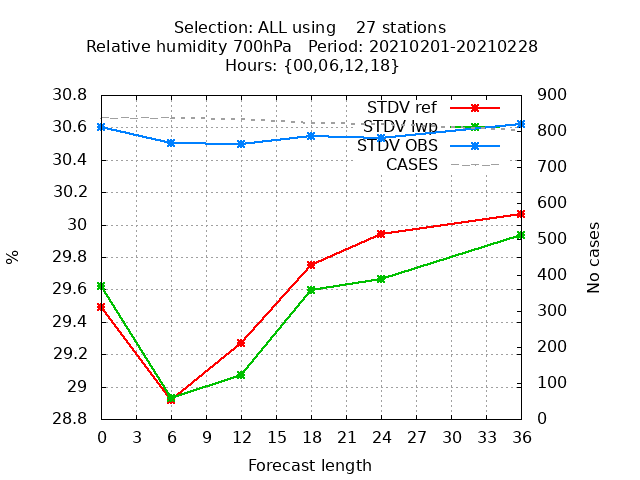 Selection: ALL using    27 stations
Relative humidity 700hPa   Period: 20210201-20210228
Hours: {00,06,12,18}
30.8
30.6
30.4
30.2
30
29.8
29.6
29.4
29.2
29
28.8
%
STDV ref
STDV lwp
STDV OBS
CASES
900
800
700
600
500
400
300
200
100
0
No cases
0 3 6 9 12 15 18 21 24 27 30 33 36
Forecast length